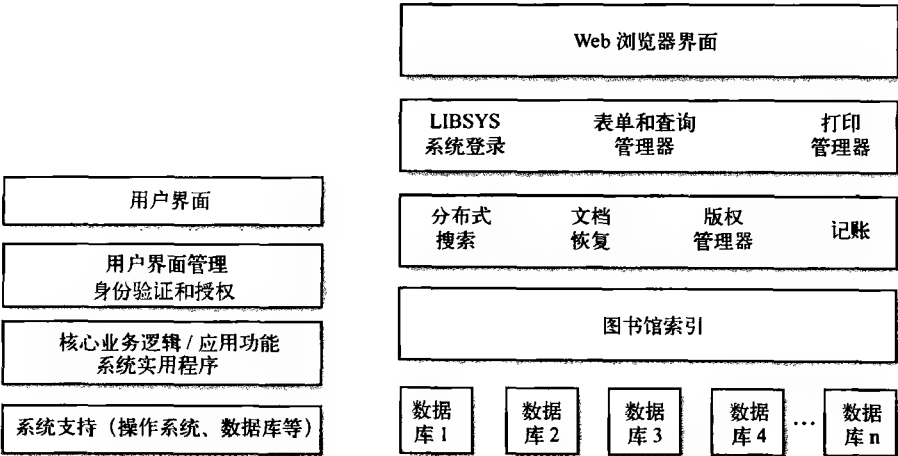 用户界面
用户界面管理
身份验证和授权
核心业务逻辑 / 应用功能
系统实用程序
系统支持（操作系统、数据库等）
Web 浏览器界面
LIBSYS 表单和查询 打印
系统登录 管理器 管理器
分布式 文档 版权 记账
搜索 恢复 管理器
图书馆索引
数据 数据 数据 数据 … 数据
库 1 库 2 库 3 库 4 库 n